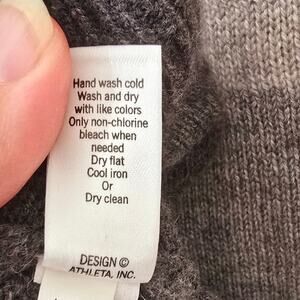 Hand wash cold
Wash and dry
with like colors
Only non-chlorine
bleach when
needed
Dry flat
Cool iron
Or
Dry clean
DESIGN ©
ATHLETA, INC.